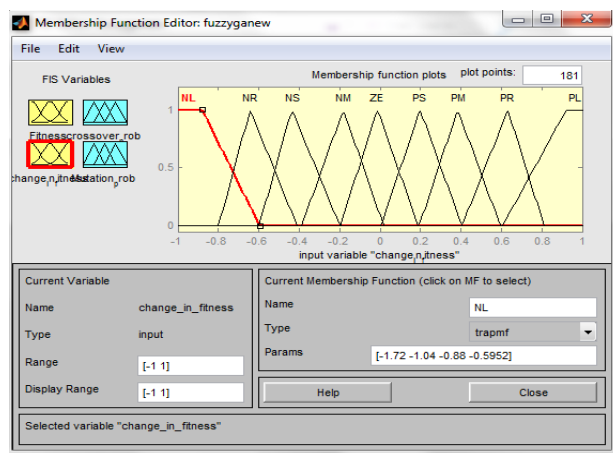 Membership Function Editor: fuzzyganew
File Edit View
FIS Variables
Membership function plots plot points: 181
NL NR NS NM ZE PS PM PR PL
1
Fitnesscrossover_rob
0.5
0
-1 -0.8 -0.6 -0.4 -0.2 0 0.2 0.4 0.6 0.8 1
input variable "change_in_fitness"
Current Variable
Name change_in_fitness
Type input
Range [-1 1]
Display Range [-1 1]
Current Membership Function (click on MF to select)
Name NL
Type trapmf
Params [-1.72 -1.04 -0.88 -0.5952]
Help Close
Selected variable "change_in_fitness"